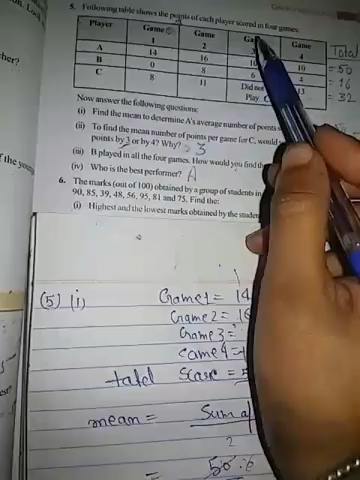 5. Following table shows the points of each player scored in four games:
Player Game 1 Game 2 Game Game 4 Total
A 14 16 10 10 = 50
B 0 8 6 4 = 16
C 8 11 Did not Play 13 = 32
Now answer the following questions:
(i) Find the mean to determine A's average number of points
(ii) To find the mean number of points per game for C, would
points by 3 or by 4? Why? 3
(iii) B played in all the four games. How would you find the
(iv) Who is the best performer? A
6. The marks (out of 100) obtained by a group of students in
90, 85, 39, 48, 56, 95, 81 and 75. Find the:
(i) Highest and the lowest marks obtained by the
(5) (i) Game 1 = 14
Game 2 = 16
Game 3 =
Game 4 =
total Score =
mean = Sum of
2
= 50